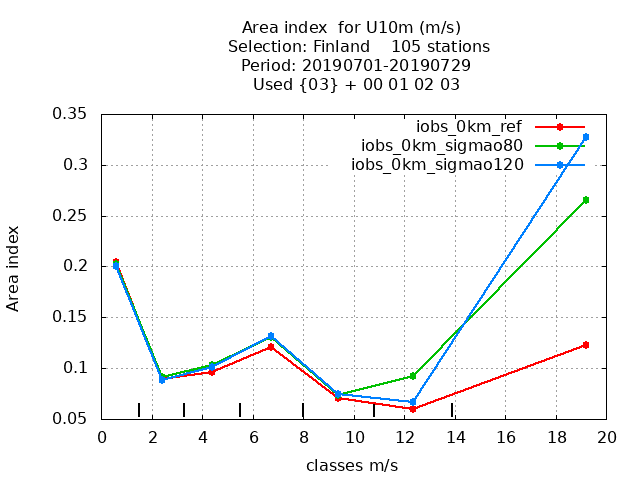 Area index  for U10m (m/s)
Selection: Finland    105 stations
Period: 20190701-20190729
Used {03} + 00 01 02 03
iobs_0km_ref
iobs_0km_sigmao80
iobs_0km_sigmao120
Area index
0.35
0.3
0.25
0.2
0.15
0.1
0.05
0 2 4 6 8 10 12 14 16 18 20
classes m/s